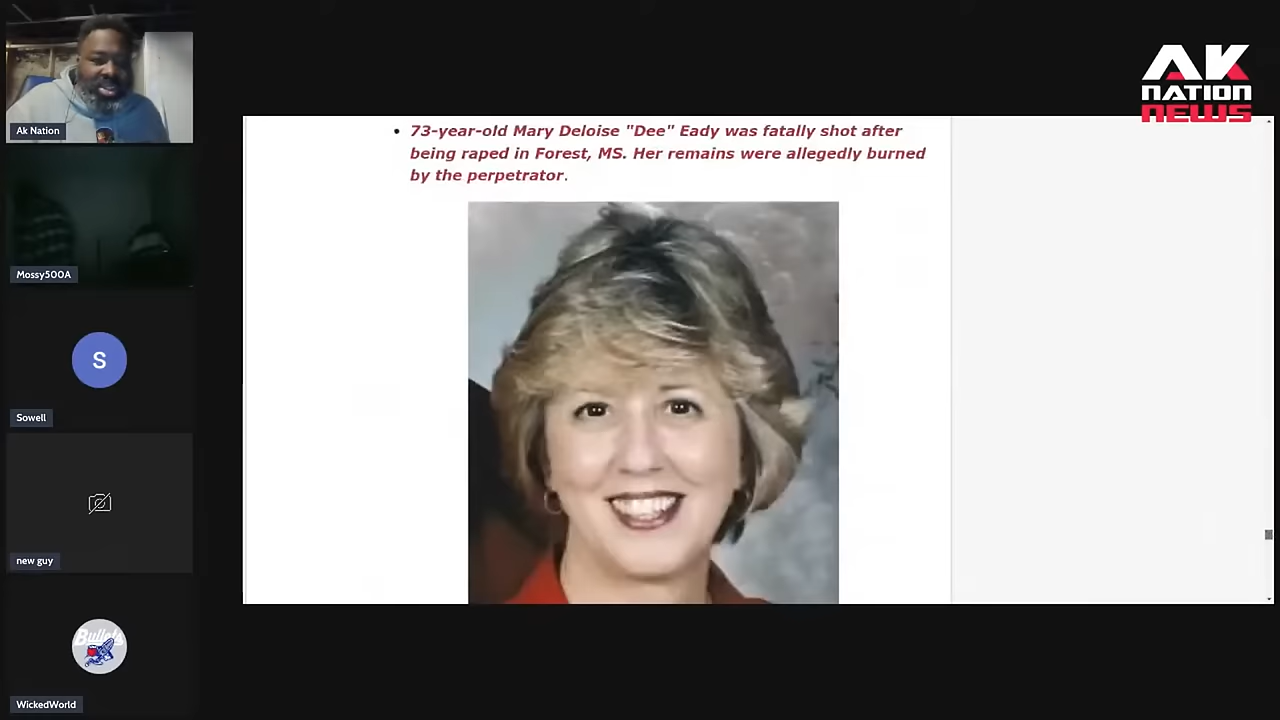 AK
NATION
NEWS
Ak Nation
73-year-old Mary Deloise "Dee" Eady was fatally shot after
being raped in Forest, MS. Her remains were allegedly burned
by the perpetrator.
Mossy500A
S
Sowell
new guy
Bullets
WickedWorld